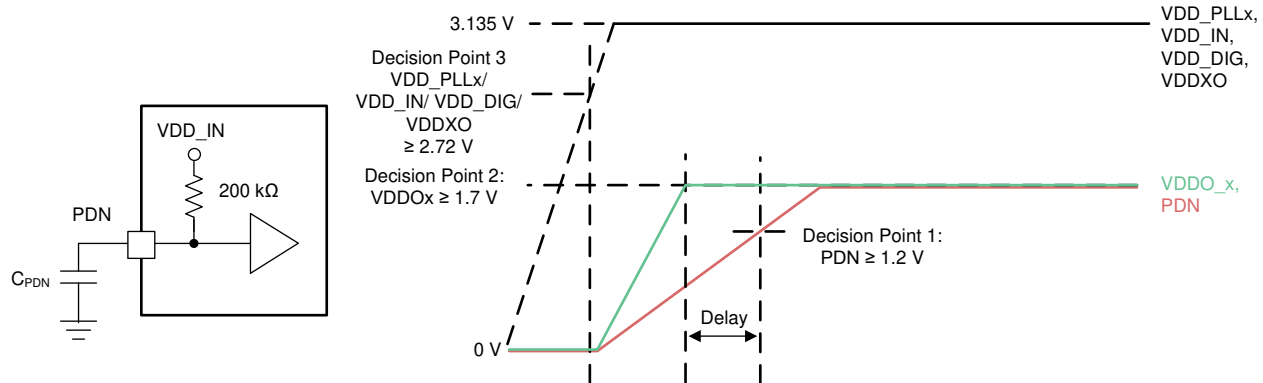 VDD_IN
200 kΩ
PDN
CPDN
3.135 V
Decision Point 3
VDD_PLLx/
VDD_IN/ VDD_DIG/
VDDXO
≥ 2.72 V
Decision Point 2:
VDDOx ≥ 1.7 V
0 V
Delay
Decision Point 1:
PDN ≥ 1.2 V
VDD_PLLx,
VDD_IN,
VDD_DIG,
VDDXO
VDDO_x,
PDN